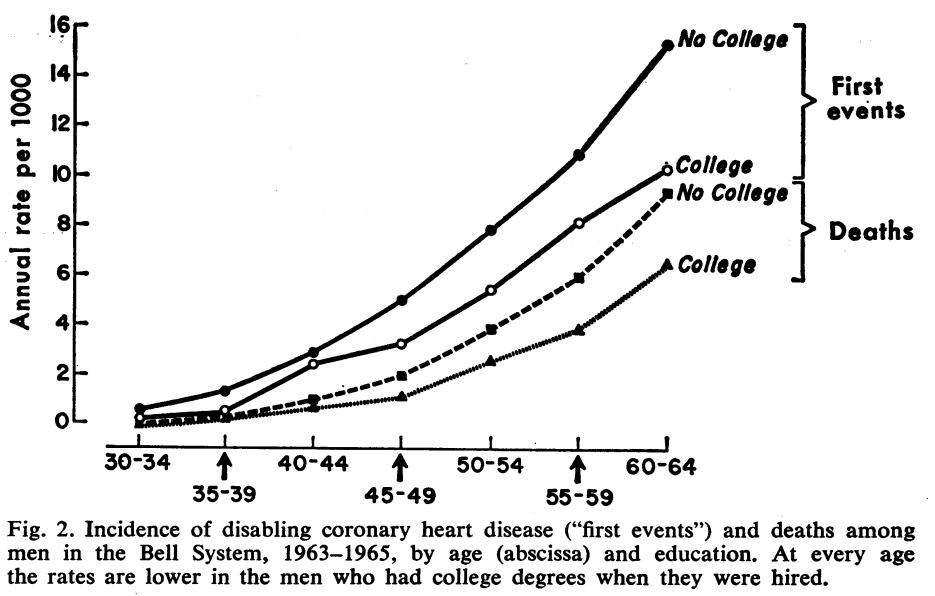 16
14
12
10
8
6
4
2
0
Annual rate per 1000
No College
College
No College
College
First
events
Deaths
30-34
35-39
40-44
45-49
50-54
55-59
60-64
Fig. 2. Incidence of disabling coronary heart disease (“first events”) and deaths among
men in the Bell System, 1963–1965, by age (abscissa) and education. At every age
the rates are lower in the men who had college degrees when they were hired.